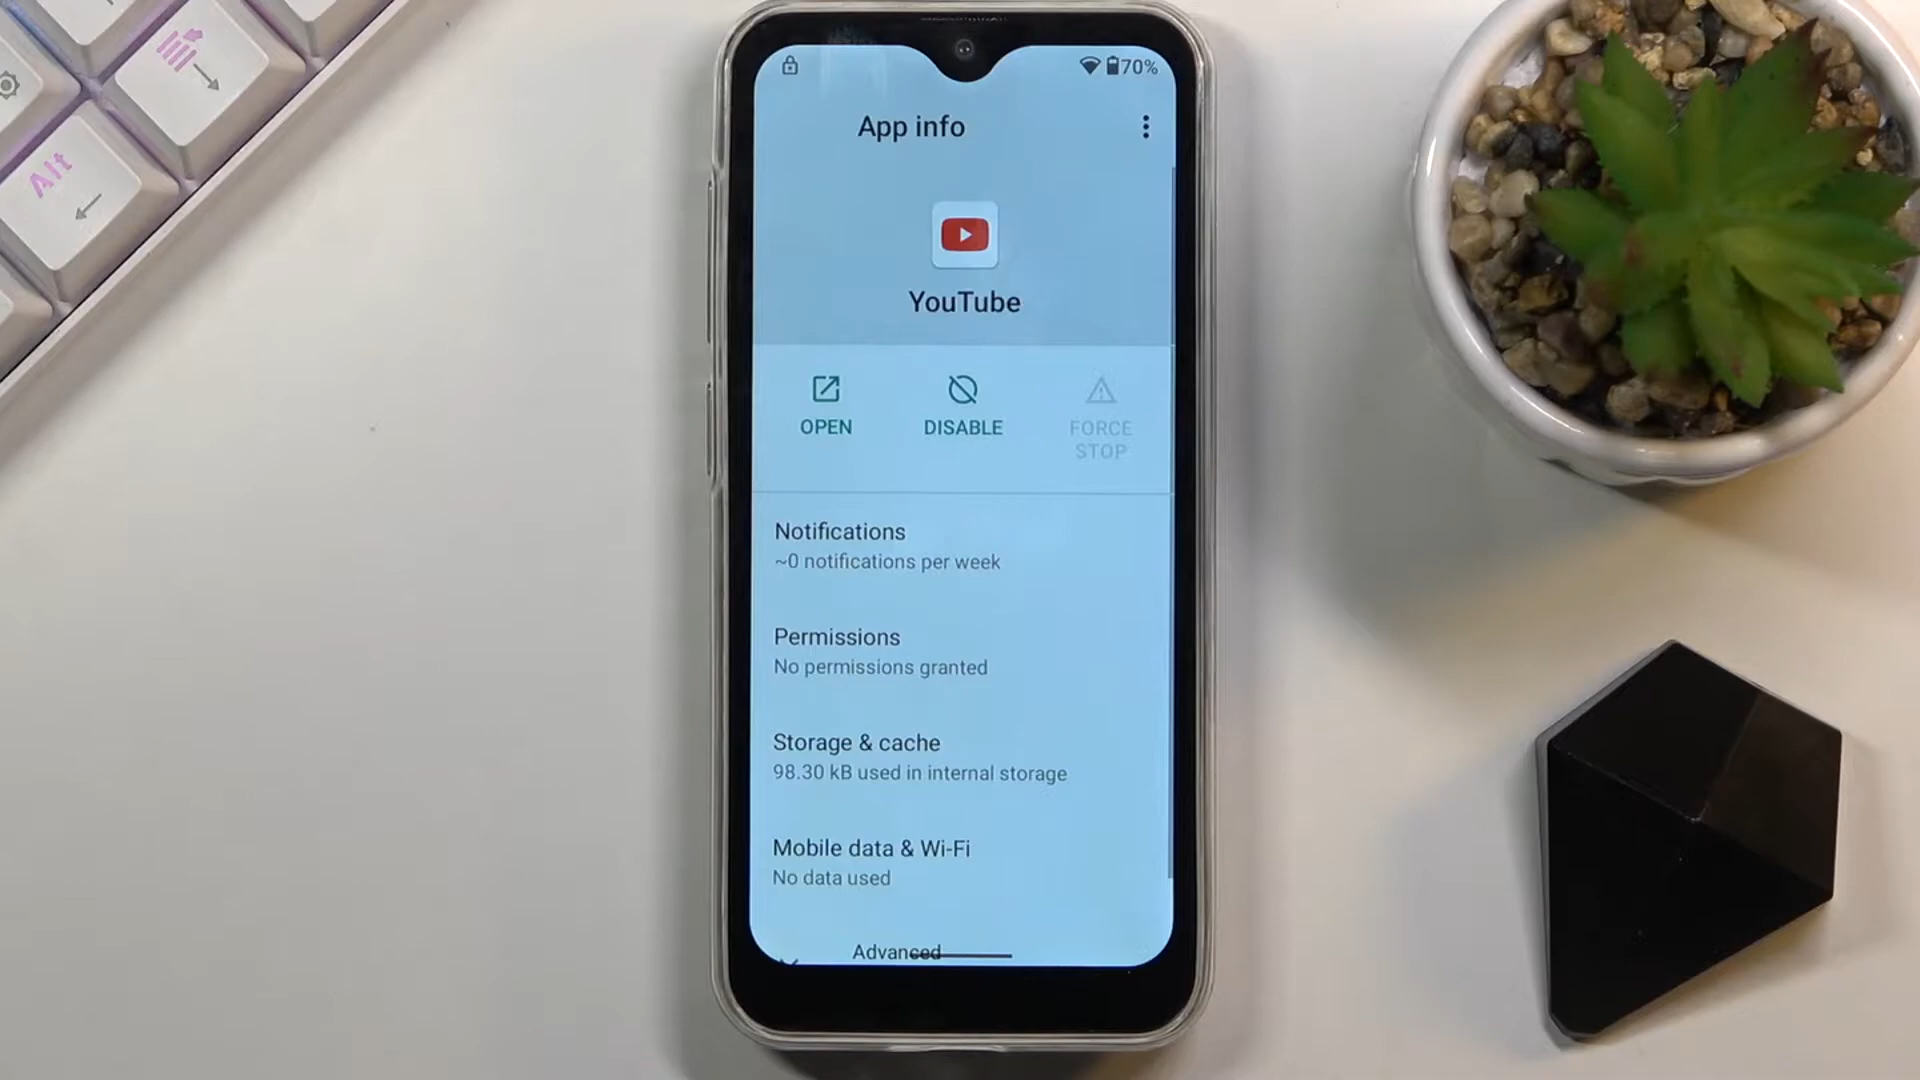 Alt
70%
App info
YouTube
OPEN
DISABLE
FORCE
STOP
Notifications
~0 notifications per week
Permissions
No permissions granted
Storage & cache
98.30 kB used in internal storage
Mobile data & Wi-Fi
No data used
Advanced